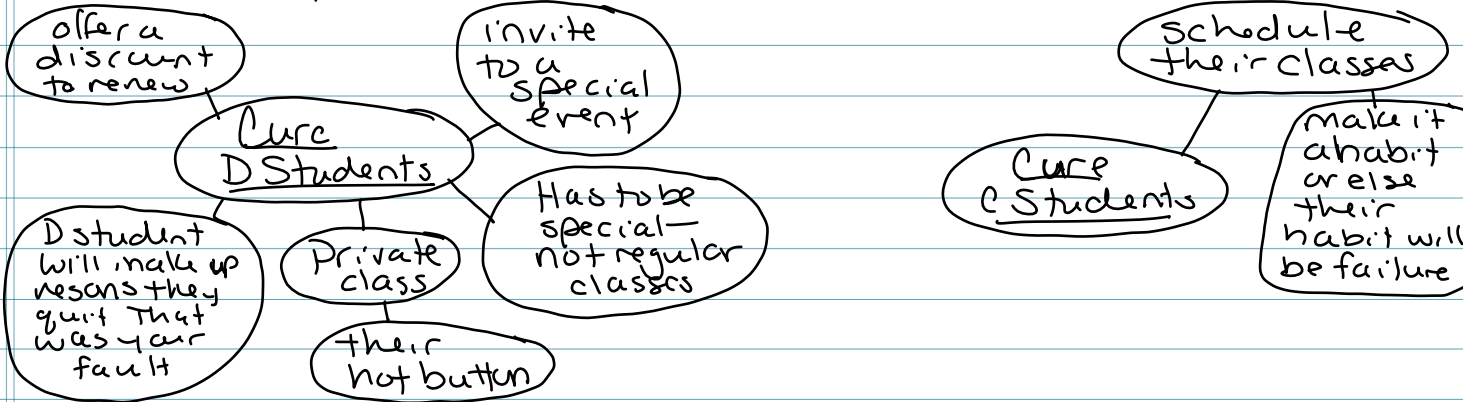 offer a
discount
to renew
invite
to a
special
event
Cure
D Students
Has to be
special—
not regular
classes
Private
class
their
hot button
D student
will make up
resons they
quit That
was your
fault
schedule
their classes
Cure
C Students
make it
a habit
or else
their
habit will
be failure